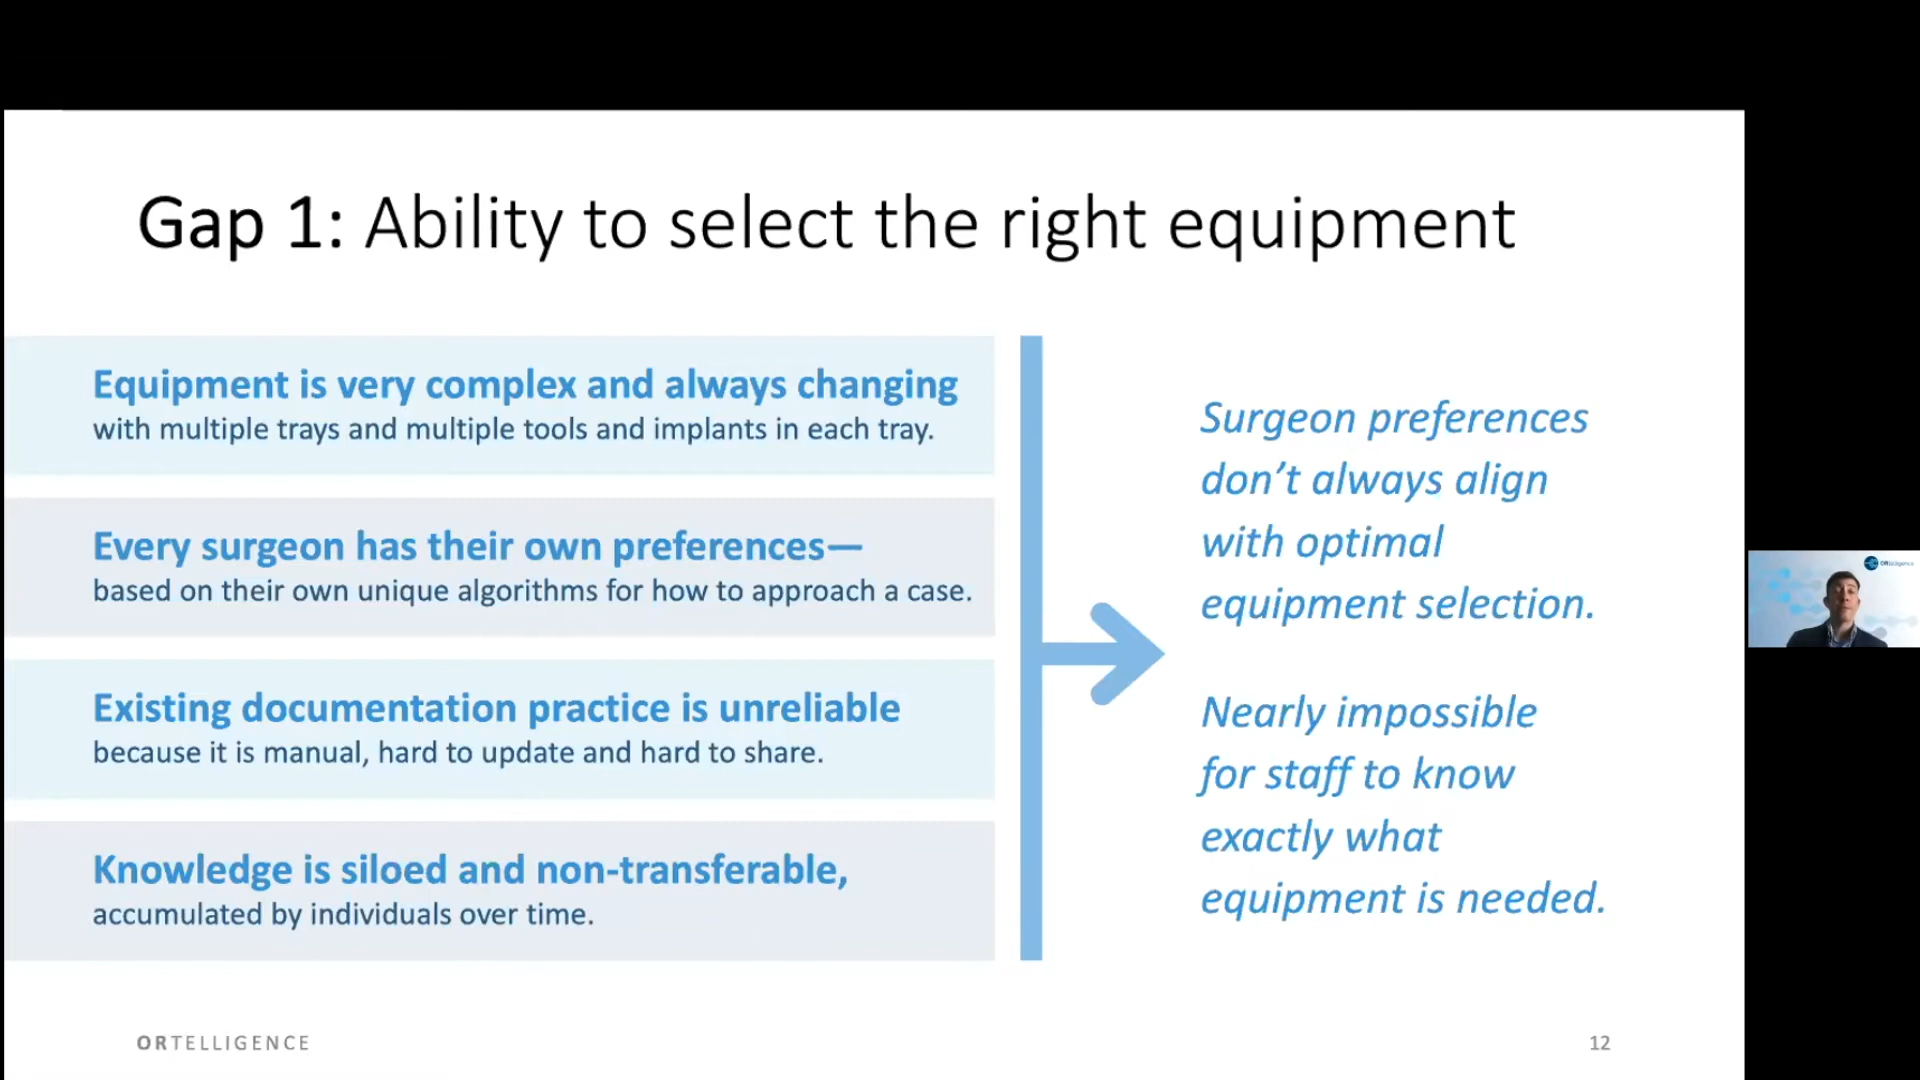 Gap 1: Ability to select the right equipment
Equipment is very complex and always changing
with multiple trays and multiple tools and implants in each tray.
Every surgeon has their own preferences—
based on their own unique algorithms for how to approach a case.
Existing documentation practice is unreliable
because it is manual, hard to update and hard to share.
Knowledge is siloed and non-transferable,
accumulated by individuals over time.
Surgeon preferences
don’t always align
with optimal
equipment selection.
Nearly impossible
for staff to know
exactly what
equipment is needed.
ORTELLIGENCE
12
ORtelligence